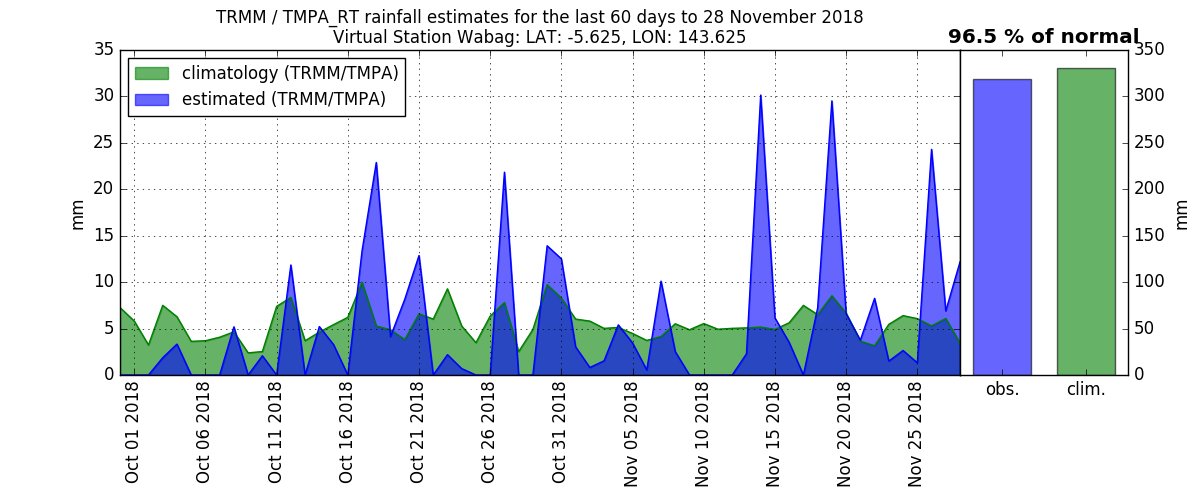 TRMM / TMPA_RT rainfall estimates for the last 60 days to 28 November 2018
Virtual Station Wabag: LAT: -5.625, LON: 143.625
96.5 % of normal
climatology (TRMM/TMPA)
estimated (TRMM/TMPA)
35
30
25
20
15
10
5
0
mm
350
300
250
200
150
100
50
0
mm
obs.
clim.
Oct 01 2018
Oct 06 2018
Oct 11 2018
Oct 16 2018
Oct 21 2018
Oct 26 2018
Oct 31 2018
Nov 05 2018
Nov 10 2018
Nov 15 2018
Nov 20 2018
Nov 25 2018